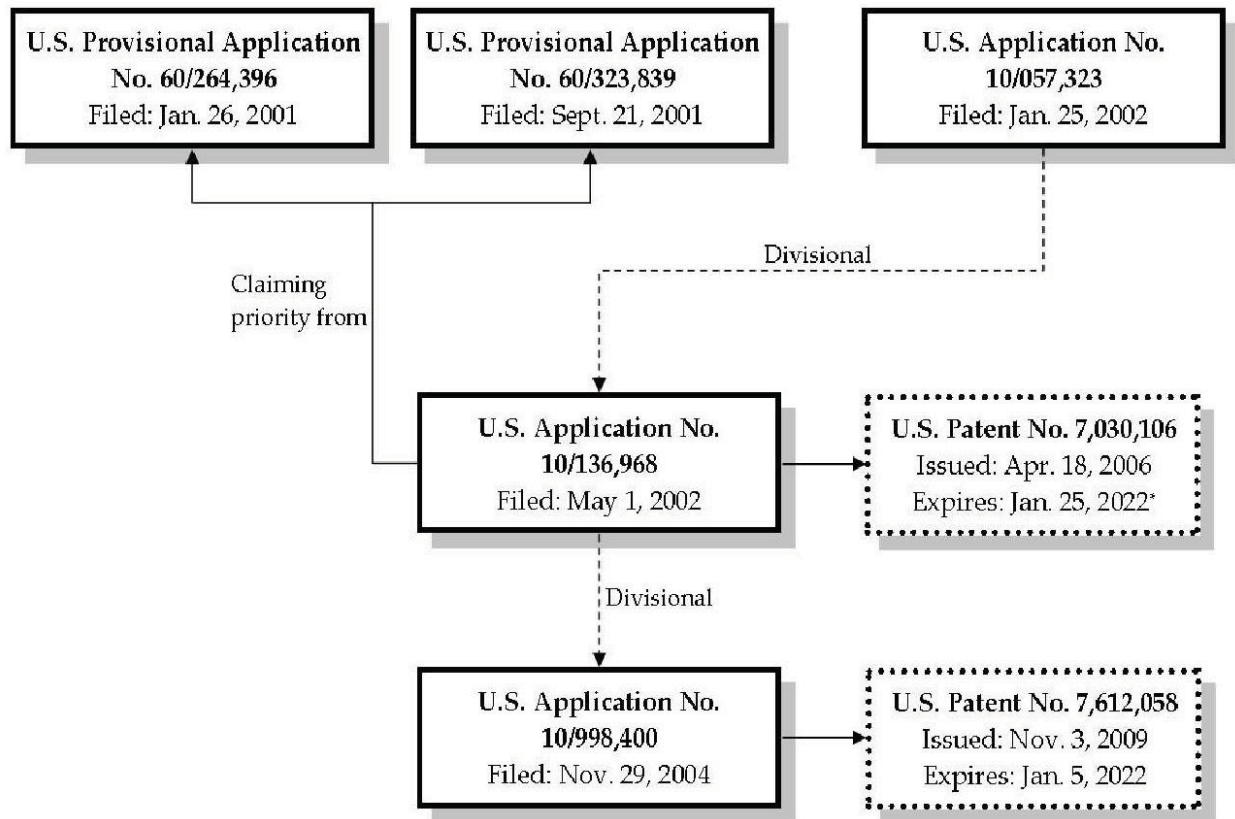 U.S. Provisional Application
No. 60/264,396
Filed: Jan. 26, 2001
U.S. Provisional Application
No. 60/323,839
Filed: Sept. 21, 2001
U.S. Application No.
10/057,323
Filed: Jan. 25, 2002
Divisional
Claiming
priority from
U.S. Application No.
10/136,968
Filed: May 1, 2002
U.S. Patent No. 7,030,106
Issued: Apr. 18, 2006
Expires: Jan. 25, 2022*
Divisional
U.S. Application No.
10/998,400
Filed: Nov. 29, 2004
U.S. Patent No. 7,612,058
Issued: Nov. 3, 2009
Expires: Jan. 5, 2022